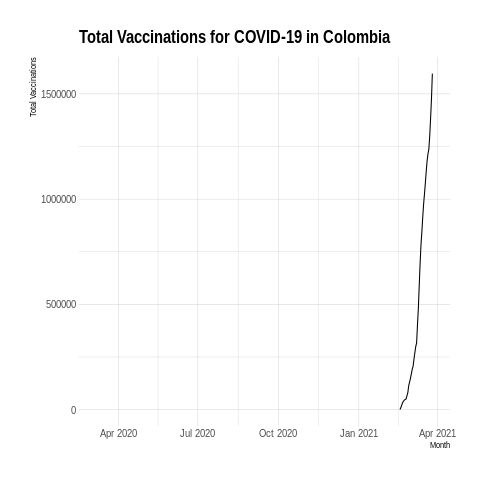 Total Vaccinations for COVID-19 in Colombia
Total Vaccinations
1500000
1000000
500000
0
Apr 2020 Jul 2020 Oct 2020 Jan 2021 Apr 2021
Month